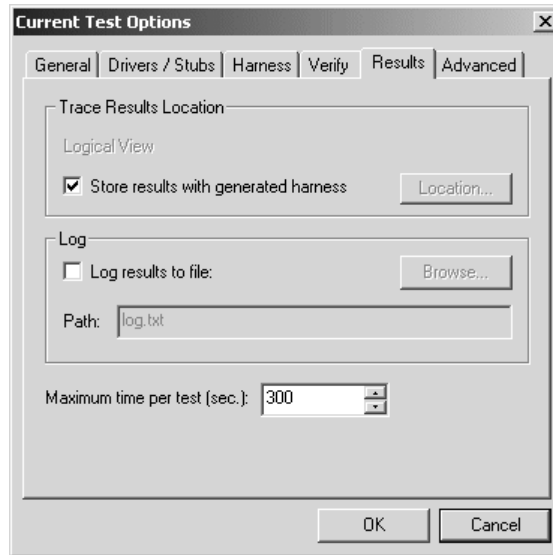 Current Test Options
General Drivers / Stubs Harness Verify Results Advanced
Trace Results Location
Logical View
Store results with generated harness Location...
Log
Log results to file: Browse...
Path: log.txt
Maximum time per test (sec.): 300
OK Cancel